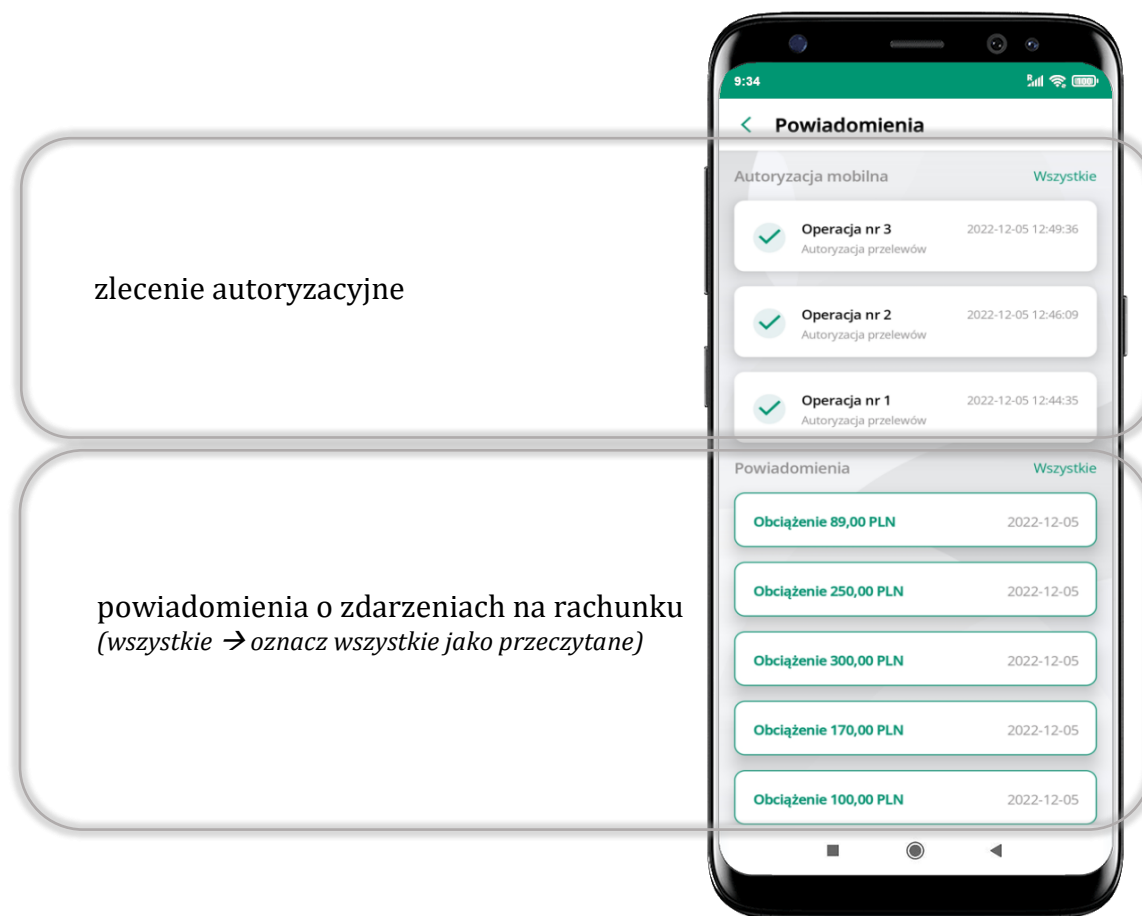 9:34
R
100
Powiadomienia
Autoryzacja mobilna Wszystkie
Operacja nr 3 2022-12-05 12:49:36
Autoryzacja przelewów
zlecenie autoryzacyjne
Operacja nr 2 2022-12-05 12:46:09
Autoryzacja przelewów
Operacja nr 1 2022-12-05 12:44:35
Autoryzacja przelewów
Powiadomienia Wszystkie
Obciążenie 89,00 PLN 2022-12-05
Obciążenie 250,00 PLN 2022-12-05
powiadomienia o zdarzeniach na rachunku
(wszystkie → oznacz wszystkie jako przeczytane)
Obciążenie 300,00 PLN 2022-12-05
Obciążenie 170,00 PLN 2022-12-05
Obciążenie 100,00 PLN 2022-12-05